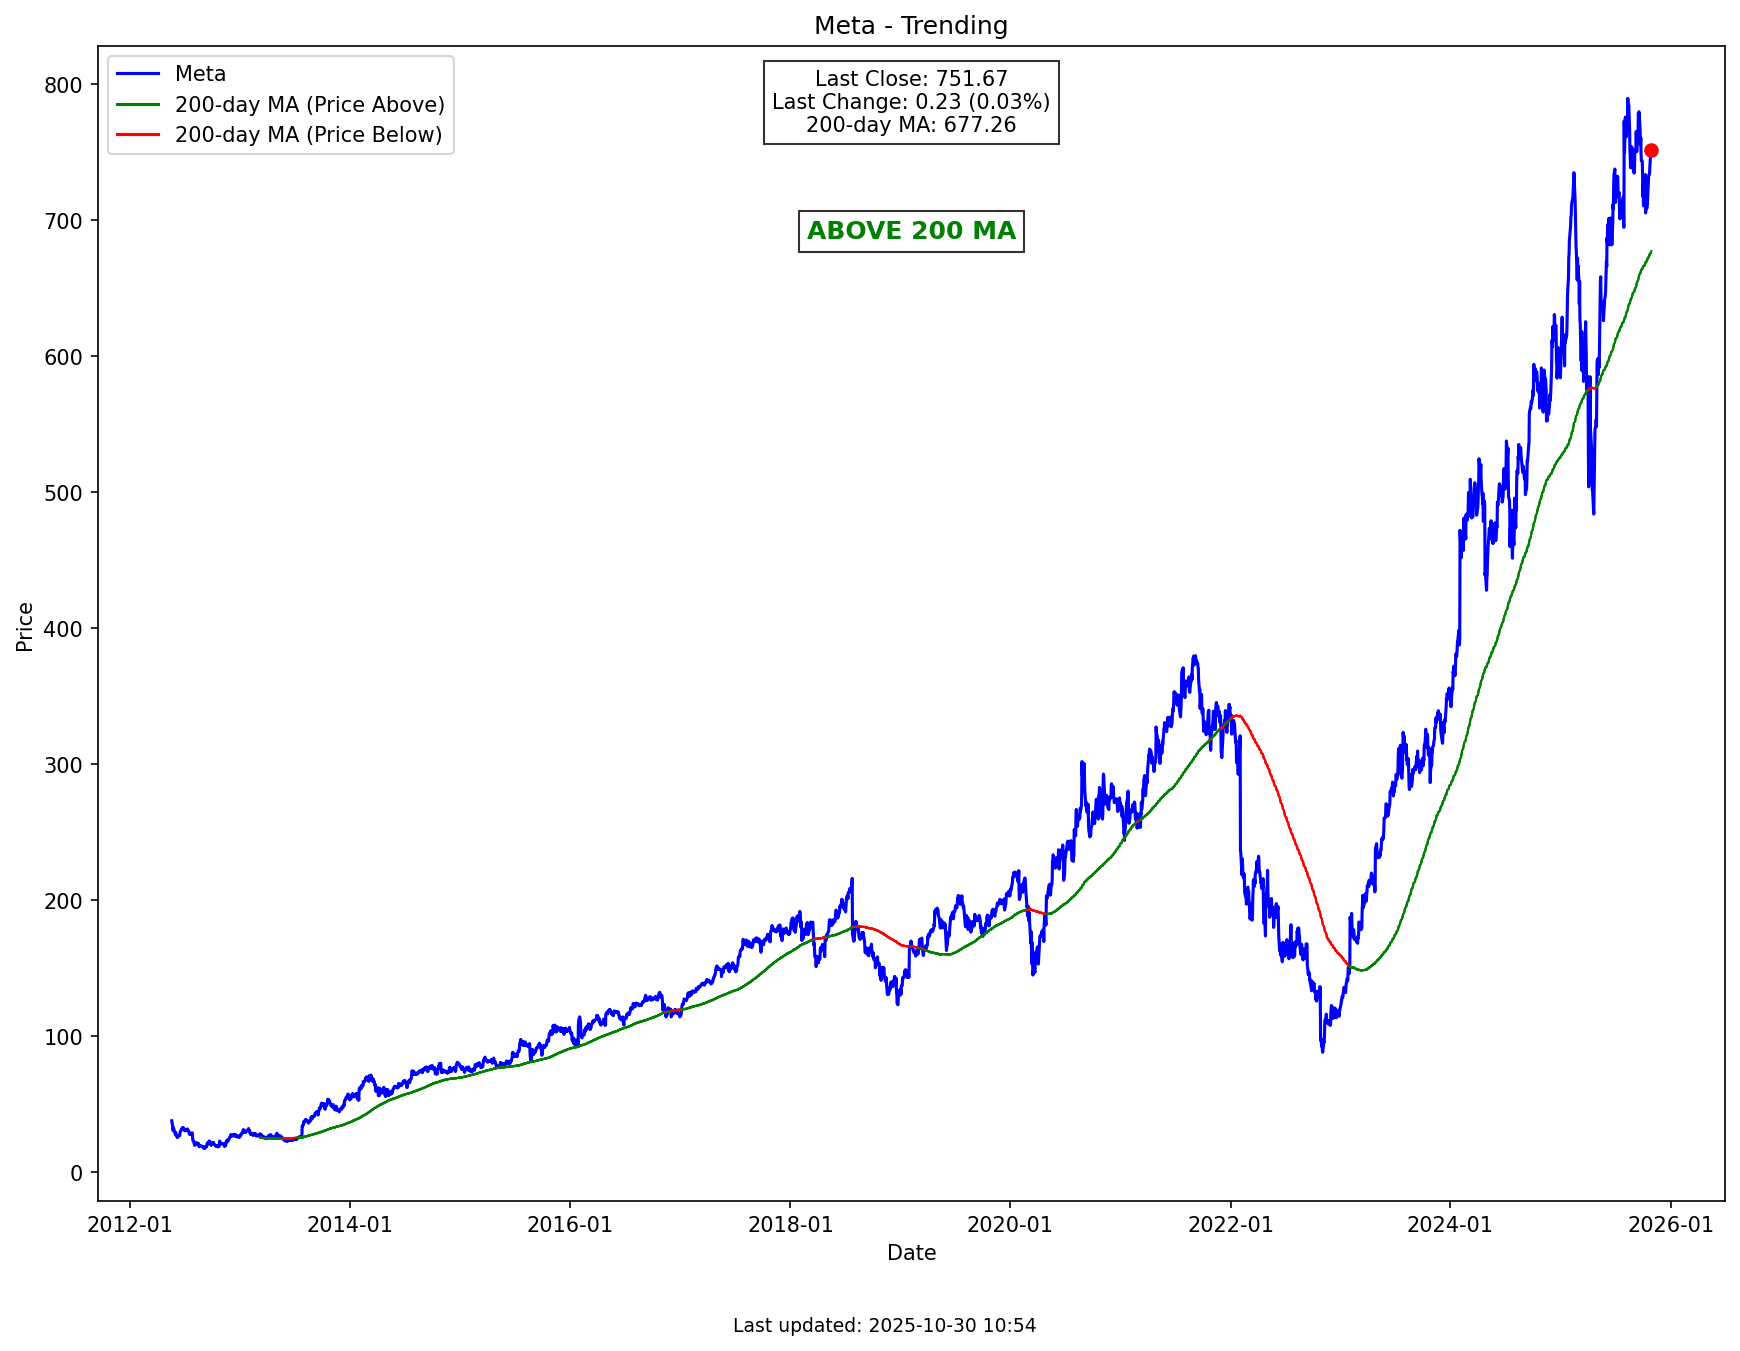 Meta - Trending
Meta
200-day MA (Price Above)
200-day MA (Price Below)
Last Close: 751.67
Last Change: 0.23 (0.03%)
200-day MA: 677.26
ABOVE 200 MA
Price
800
700
600
500
400
300
200
100
0
2012-01
2014-01
2016-01
2018-01
2020-01
2022-01
2024-01
2026-01
Date
Last updated: 2025-10-30 10:54